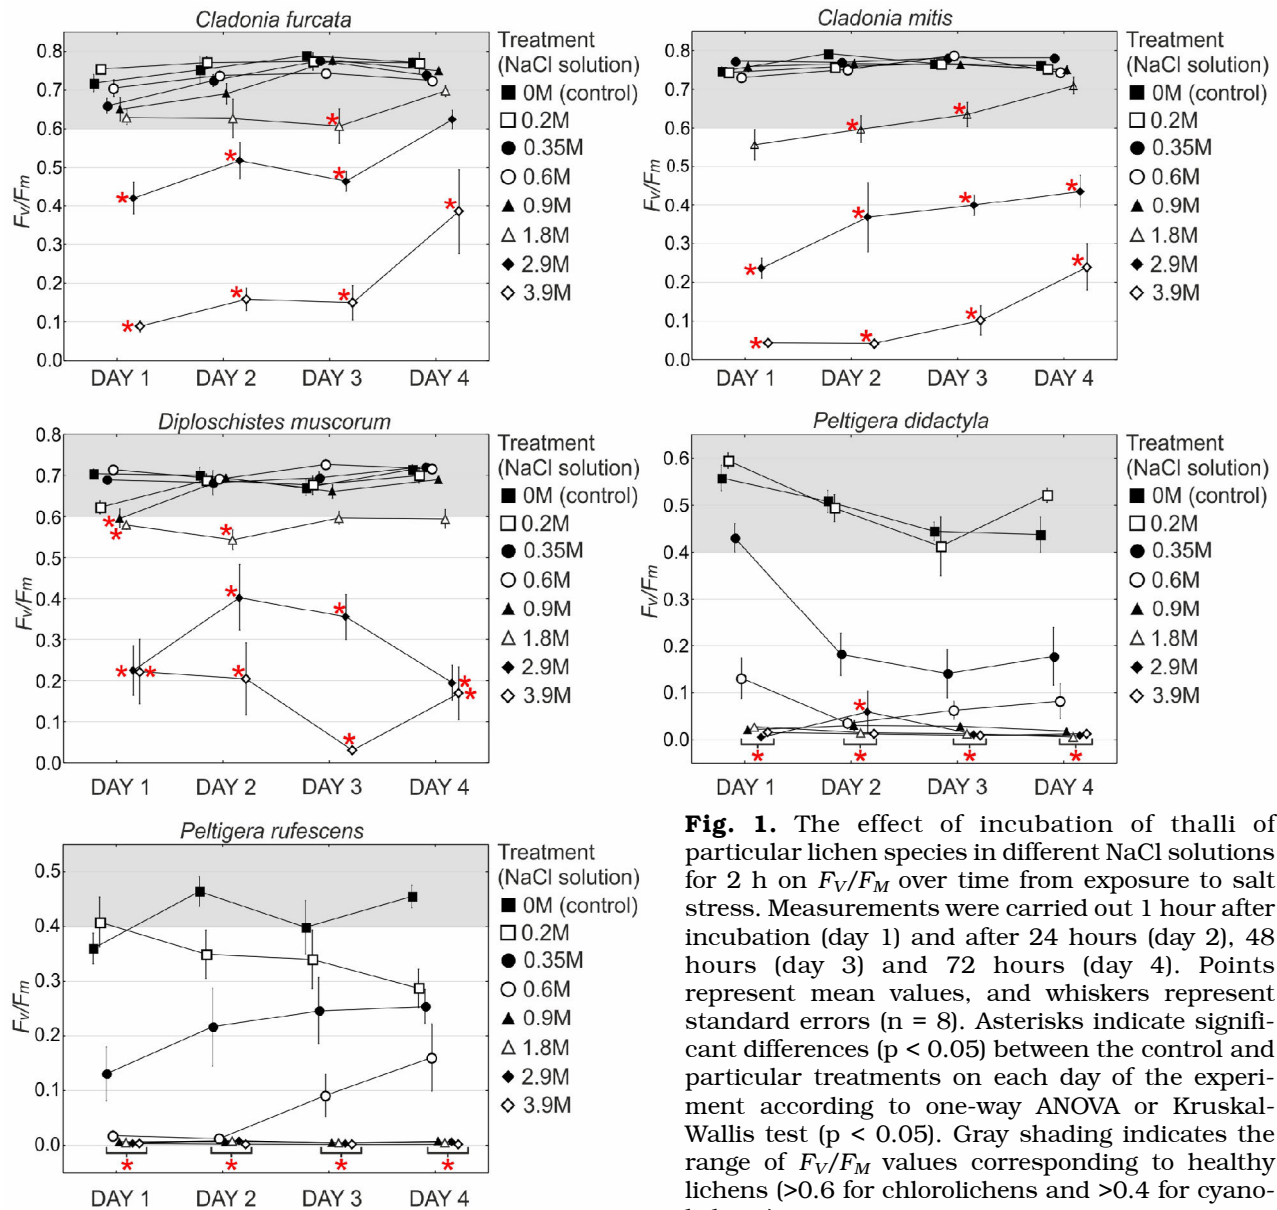 Cladonia furcata
0.8
0.7
0.6
0.5
0.4
0.3
0.2
0.1
0.0
Fv/Fm
DAY 1 DAY 2 DAY 3 DAY 4
Treatment
(NaCl solution)
0M (control)
0.2M
0.35M
0.6M
0.9M
1.8M
2.9M
3.9M
Cladonia mitis
0.8
0.7
0.6
0.5
0.4
0.3
0.2
0.1
0.0
Fv/Fm
DAY 1 DAY 2 DAY 3 DAY 4
Treatment
(NaCl solution)
0M (control)
0.2M
0.35M
0.6M
0.9M
1.8M
2.9M
3.9M
Diploschistes muscorum
0.8
0.7
0.6
0.5
0.4
0.3
0.2
0.1
0.0
Fv/Fm
DAY 1 DAY 2 DAY 3 DAY 4
Treatment
(NaCl solution)
0M (control)
0.2M
0.35M
0.6M
0.9M
1.8M
2.9M
3.9M
Peltigera didactyla
0.6
0.5
0.4
0.3
0.2
0.1
0.0
Fv/Fm
DAY 1 DAY 2 DAY 3 DAY 4
Treatment
(NaCl solution)
0M (control)
0.2M
0.35M
0.6M
0.9M
1.8M
2.9M
3.9M
Peltigera rufescens
0.5
0.4
0.3
0.2
0.1
0.0
Fv/Fm
DAY 1 DAY 2 DAY 3 DAY 4
Treatment
(NaCl solution)
0M (control)
0.2M
0.35M
0.6M
0.9M
1.8M
2.9M
3.9M
Fig. 1. The effect of incubation of thalli of
particular lichen species in different NaCl solutions
for 2 h on FV/FM over time from exposure to salt
stress. Measurements were carried out 1 hour after
incubation (day 1) and after 24 hours (day 2), 48
hours (day 3) and 72 hours (day 4). Points
represent mean values, and whiskers represent
standard errors (n = 8). Asterisks indicate signifi-
cant differences (p < 0.05) between the control and
particular treatments on each day of the experi-
ment according to one-way ANOVA or Kruskal-
Wallis test (p < 0.05). Gray shading indicates the
range of FV/FM values corresponding to healthy
lichens (>0.6 for chlorolichens and >0.4 for cyano-